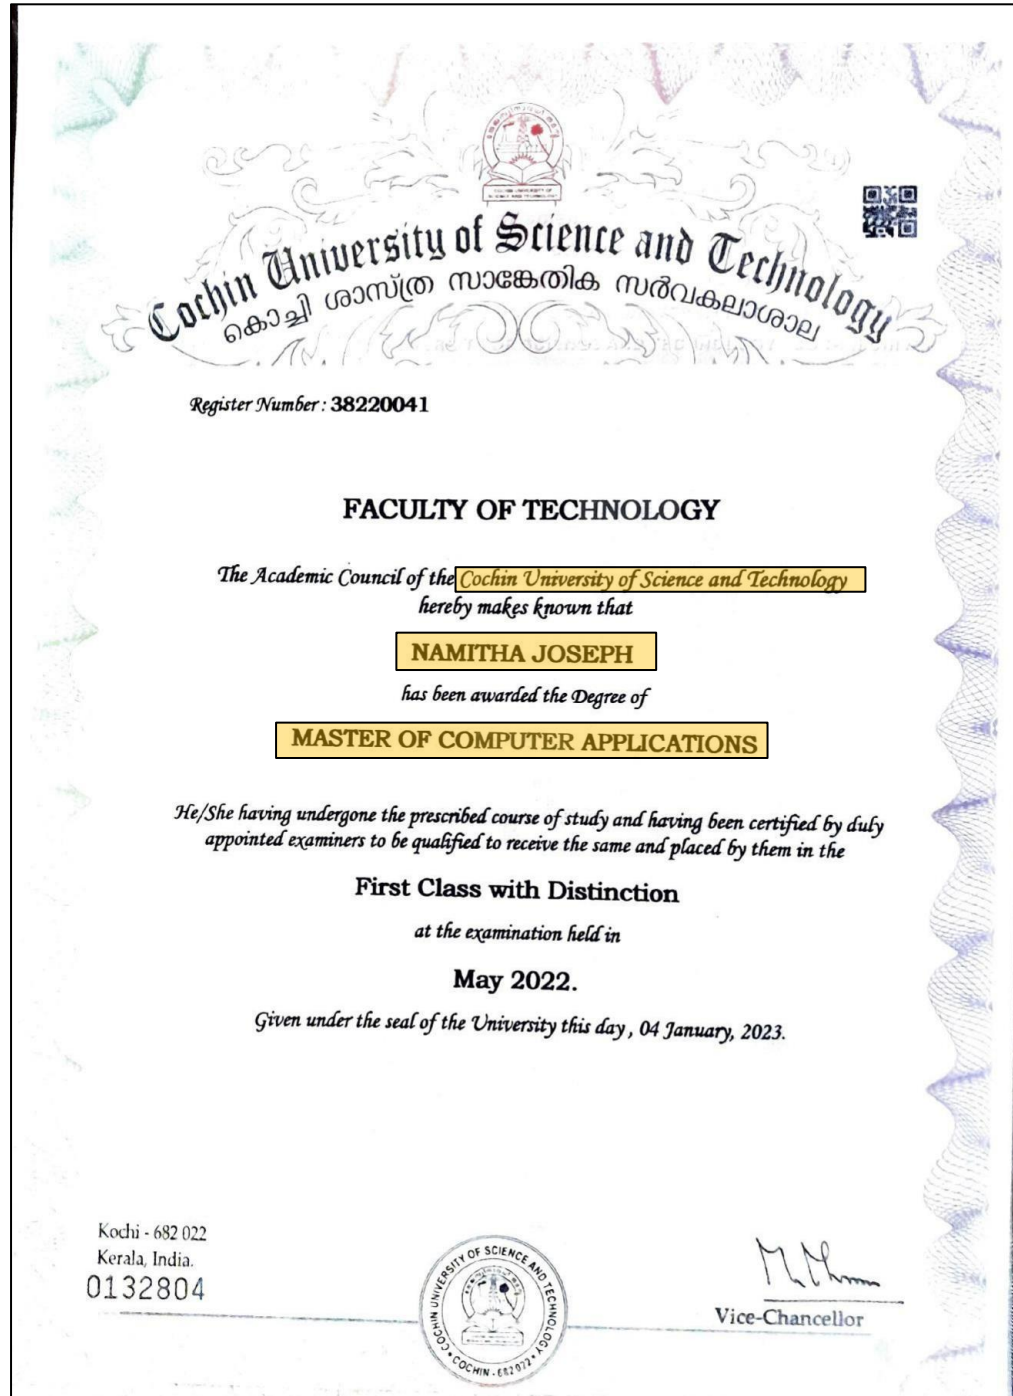 Cochin University of Science and Technology
കൊച്ചി ശാസ്ത്ര സാങ്കേതിക സർവകലാശാല
Register Number : 38220041
FACULTY OF TECHNOLOGY
The Academic Council of the Cochin University of Science and Technology
hereby makes known that
NAMITHA JOSEPH
has been awarded the Degree of
MASTER OF COMPUTER APPLICATIONS
He/She having undergone the prescribed course of study and having been certified by duly
appointed examiners to be qualified to receive the same and placed by them in the
First Class with Distinction
at the examination held in
May 2022.
Given under the seal of the University this day , 04 January, 2023.
Kochi - 682 022
Kerala, India.
0132804
COCHIN UNIVERSITY OF SCIENCE AND TECHNOLOGY
COCHIN - 682022
Vice-Chancellor